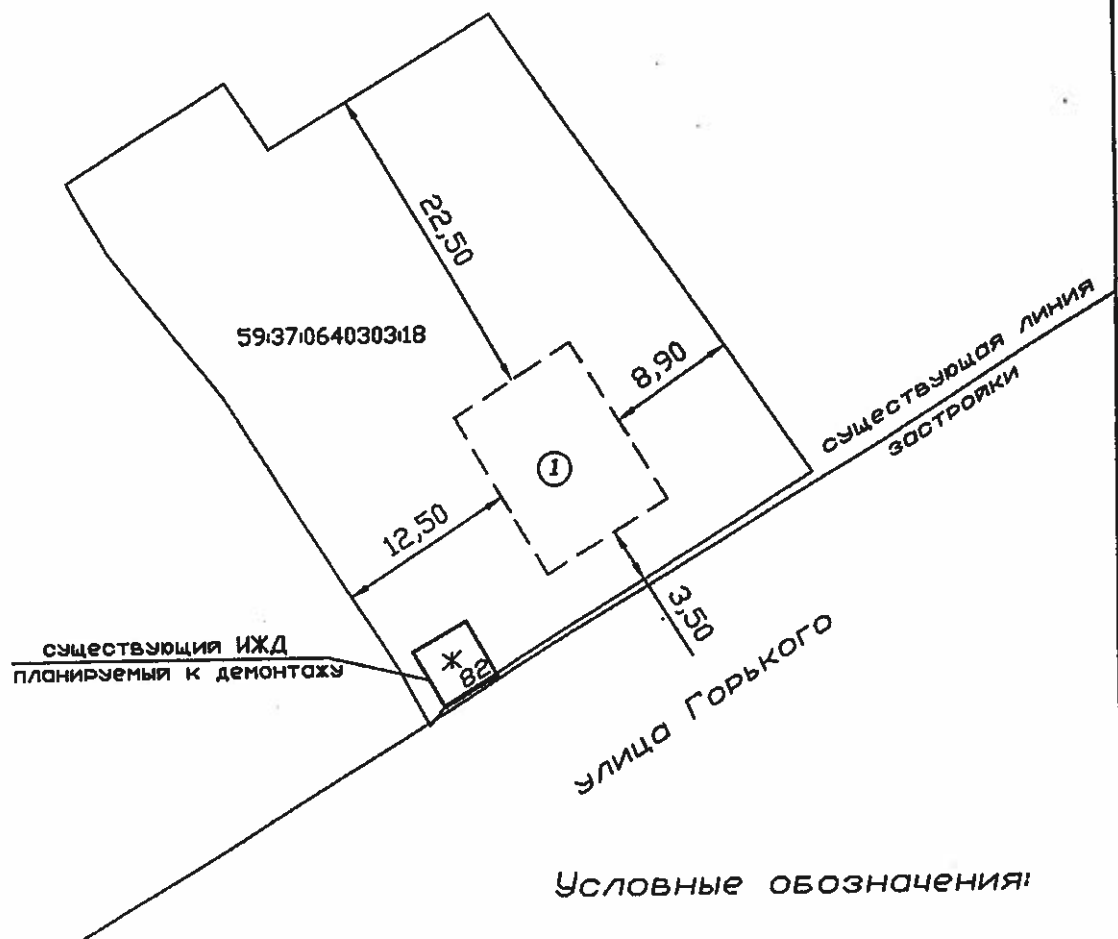 22,50
59:37:0640303:18
8,90
существующая линия
застройки
1
12,50
3,50
существующий ИЖД
планируемый к демонтажу
82
улица Горького
Условные обозначения: